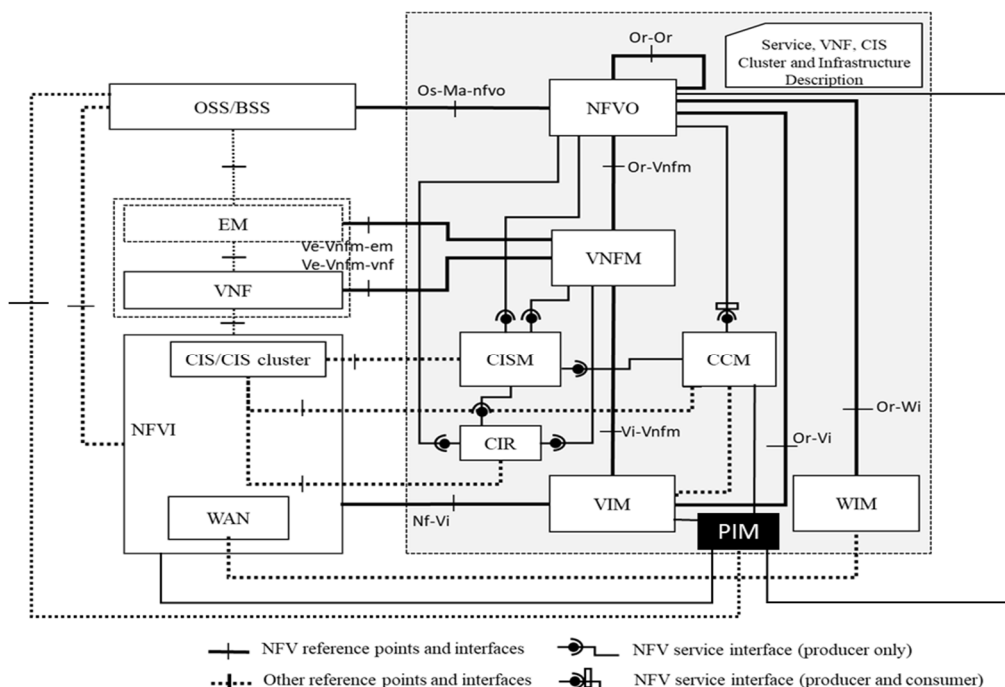 Or-Or
Service, VNF, CIS
Cluster and Infrastructure
Description
OSS/BSS
Os-Ma-nfvo
NFVO
Or-Vnfm
EM
Ve-Vnfm-em
Ve-Vnfm-vnf
VNFM
VNF
CIS/CIS cluster
CISM
CCM
NFVI
CIR
Vi-Vnfm
Or-Wi
Or-Vi
WAN
Nf-Vi
VIM
PIM
WIM
NFV reference points and interfaces
NFV service interface (producer only)
Other reference points and interfaces
NFV service interface (producer and consumer)